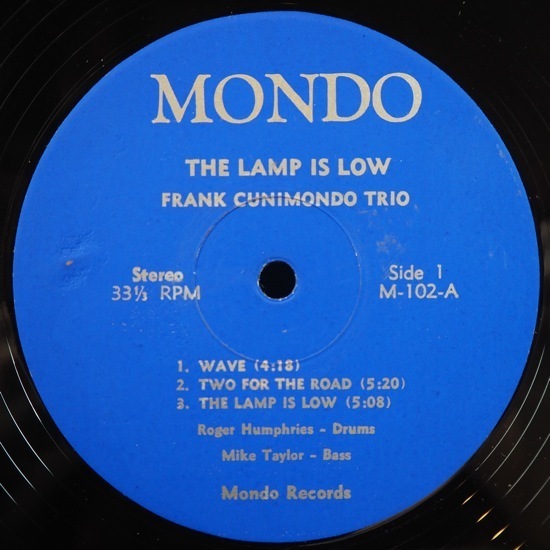 MONDO
THE LAMP IS LOW
FRANK CUNIMONDO TRIO
Stereo
33⅓ RPM
Side 1
M-102-A
1. WAVE (4:18)
2. TWO FOR THE ROAD (5:20)
3. THE LAMP IS LOW (5:08)
Roger Humphries - Drums
Mike Taylor - Bass
Mondo Records